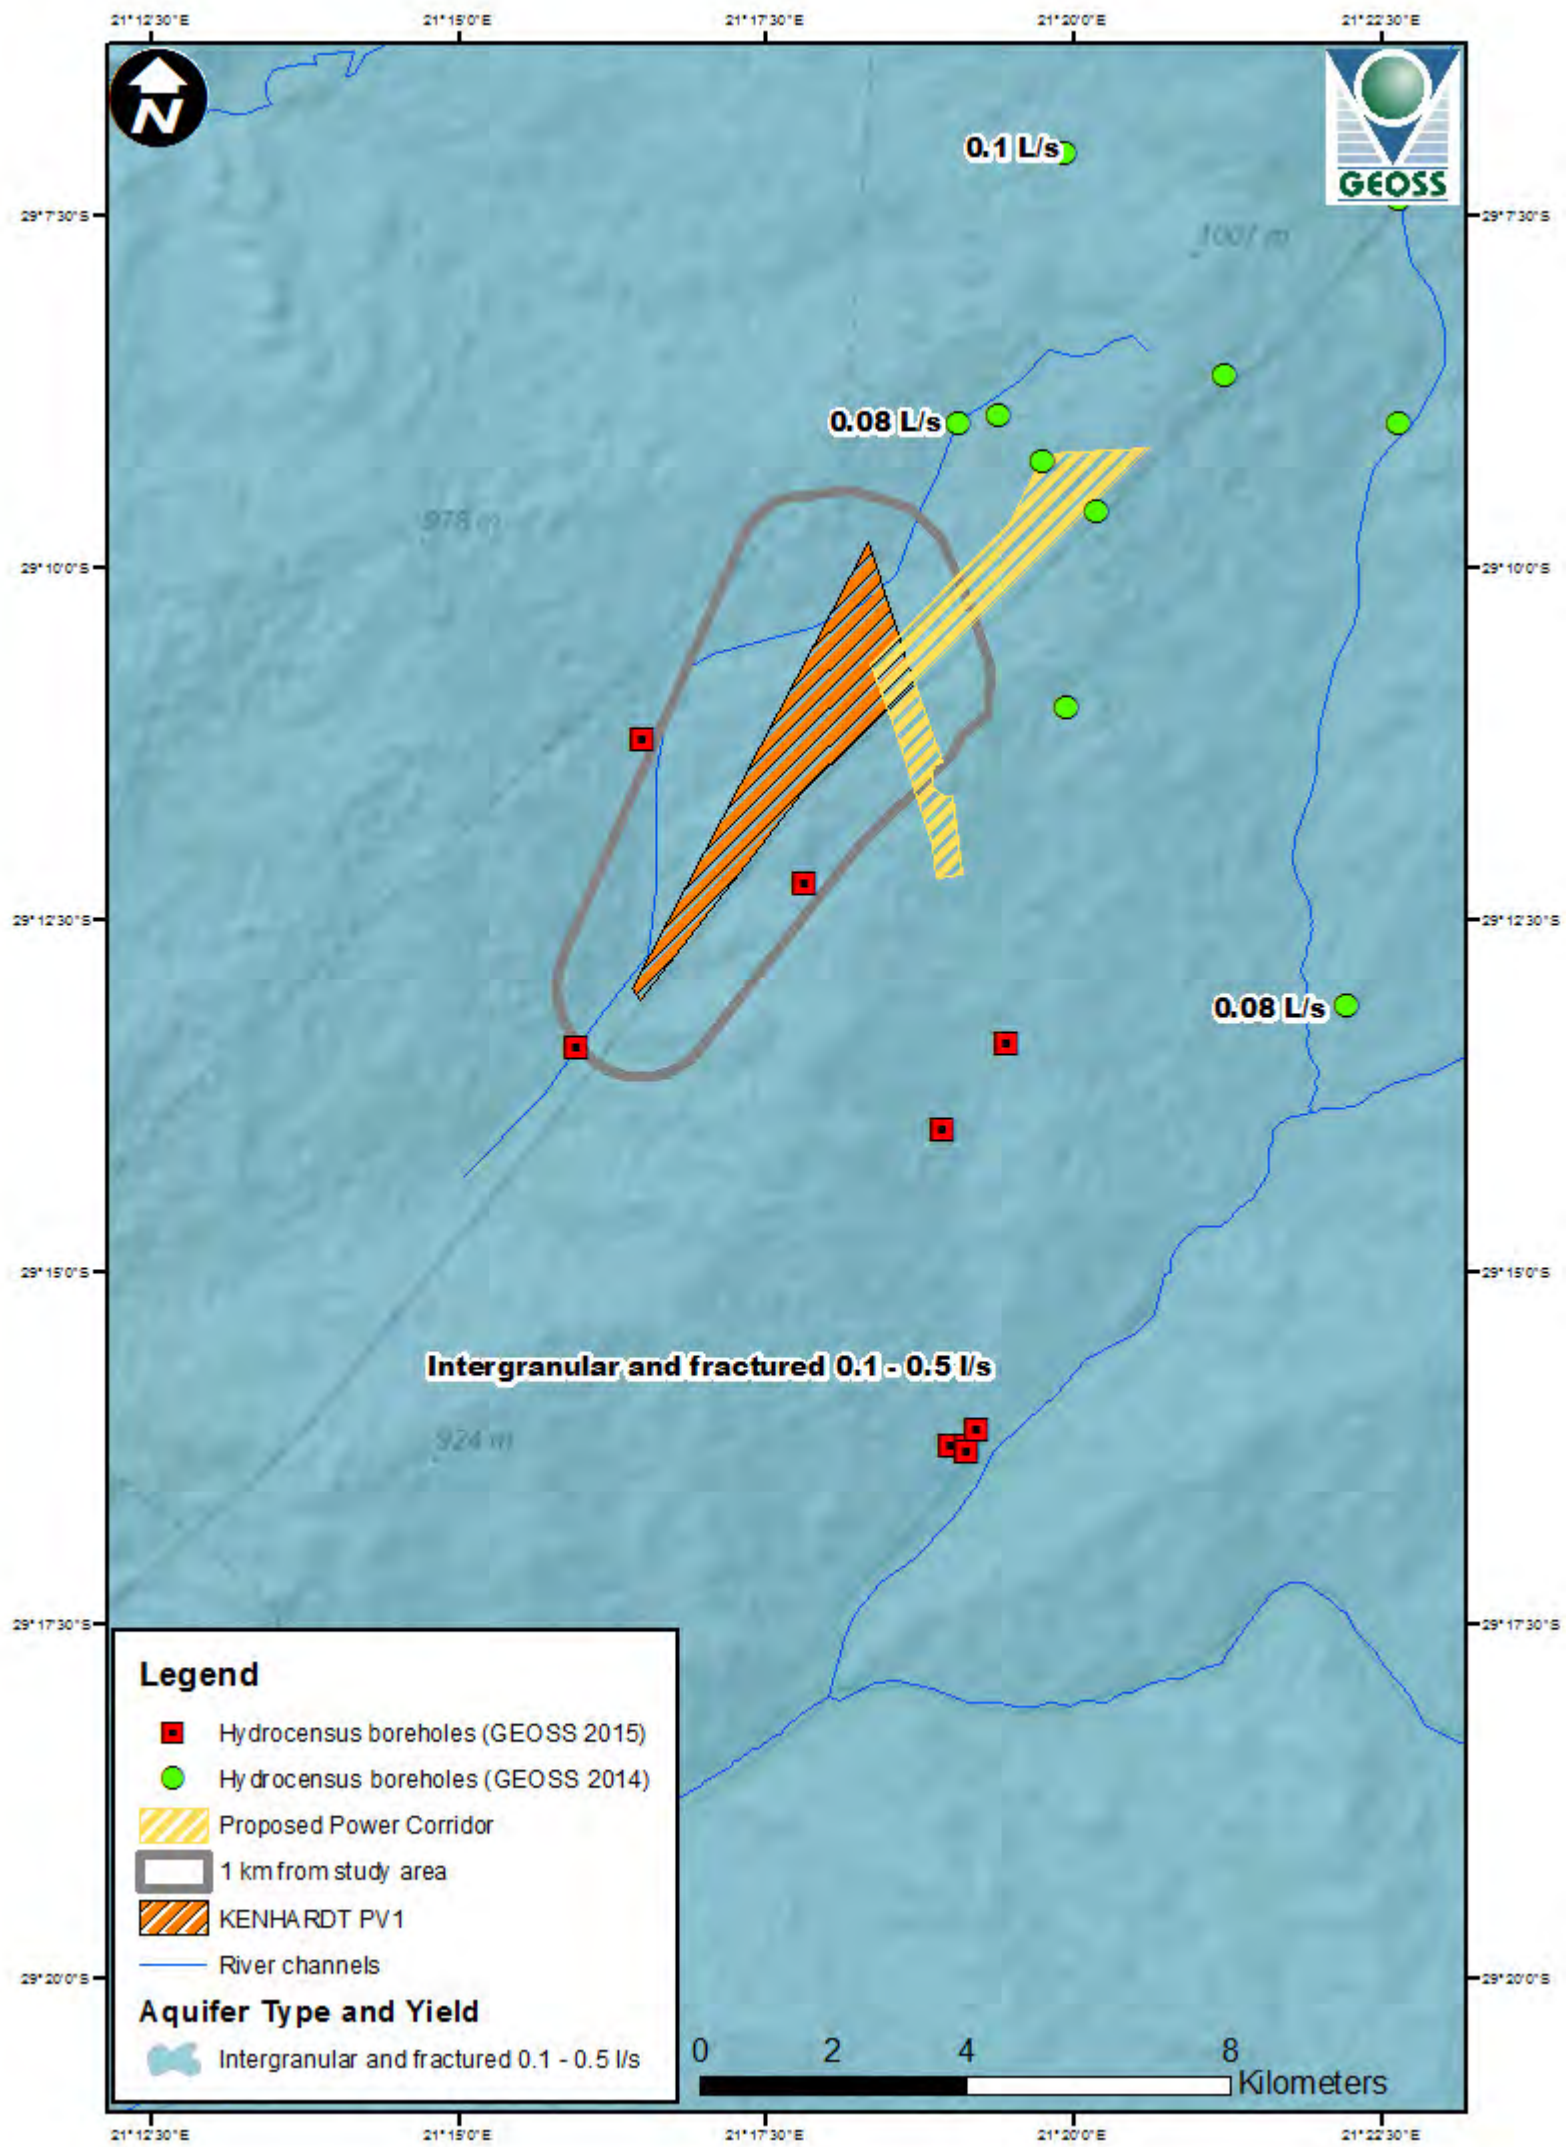 21°12'30"E 21°15'0"E 21°17'30"E 21°20'0"E 21°22'30"E
N
GEOSS
0.1 L/s
29°7'30"S 29°7'30"S
1007 m
0.08 L/s
978 m
29°10'0"S 29°10'0"S
29°12'30"S 29°12'30"S
0.08 L/s
29°15'0"S 29°15'0"S
Intergranular and fractured 0.1 - 0.5 l/s
924 m
29°17'30"S 29°17'30"S
Legend
Hydrocensus boreholes (GEOSS 2015)
Hydrocensus boreholes (GEOSS 2014)
Proposed Power Corridor
1 km from study area
KENHARDT PV1
River channels
29°20'0"S 29°20'0"S
Aquifer Type and Yield
Intergranular and fractured 0.1 - 0.5 l/s
0 2 4 8
Kilometers
21°12'30"E 21°15'0"E 21°17'30"E 21°20'0"E 21°22'30"E